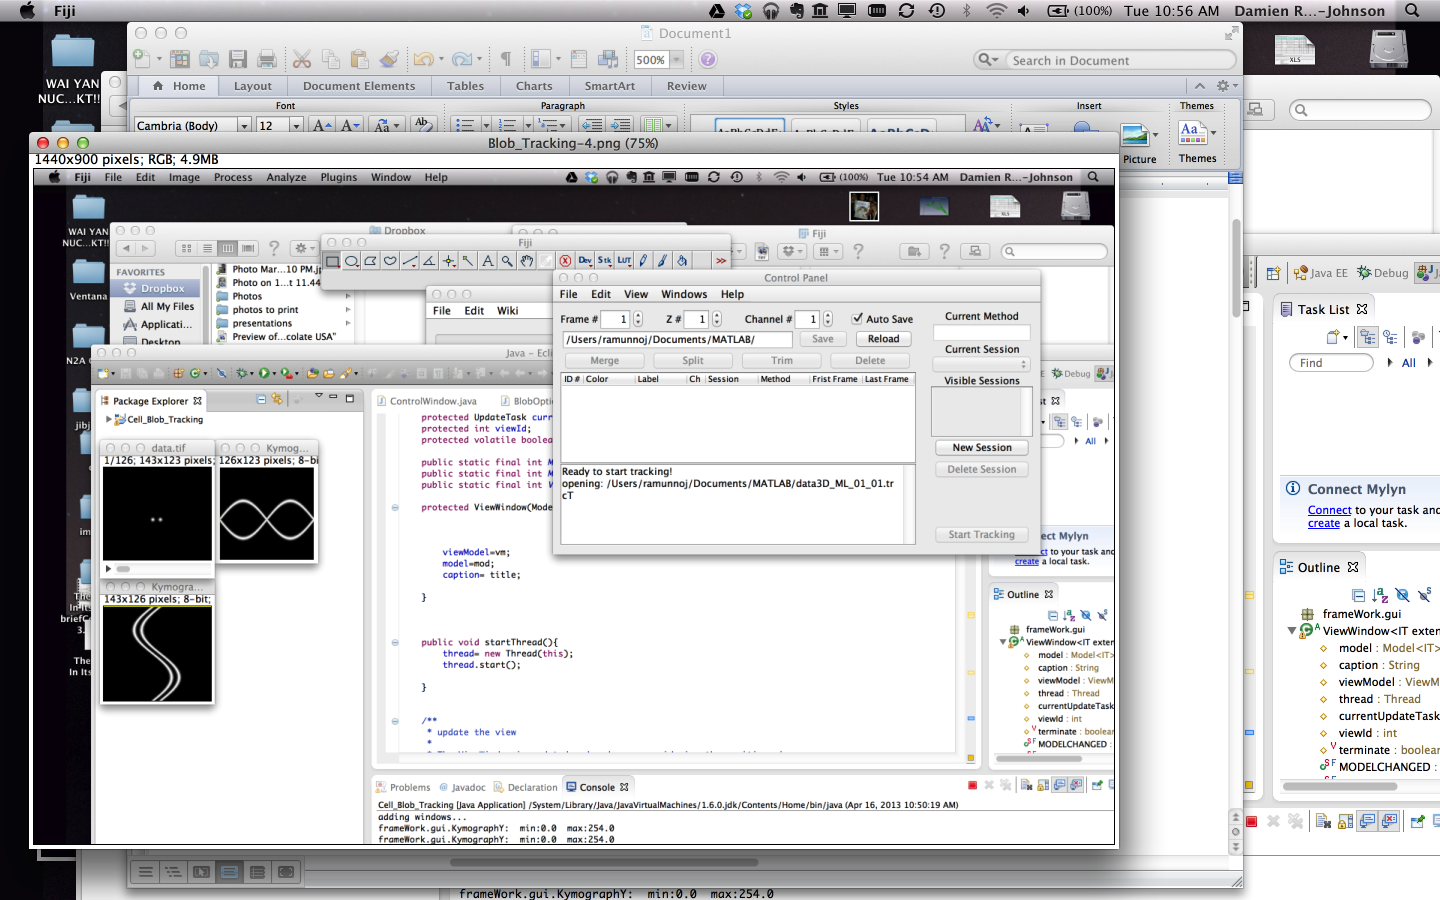 Fiji
(100%) Tue 10:56 AM Damien R...-Johnson
WAI YAN
NUC...KT!!
Document1
500%
Search in Document
Home Layout Document Elements Tables Charts SmartArt Review
Font Paragraph Styles Insert Themes
Cambria (Body) 12
Picture Themes
XLS
Blob_Tracking-4.png (75%)
1440x900 pixels; RGB; 4.9MB
Fiji File Edit Image Process Analyze Plugins Window Help
(100%) Tue 10:54 AM Damien R...-Johnson
WAI YAN
NUC...KT!!
Ventana
N2A C
jibj
im
The
In Its
briefC
3.
The
In Its
Dropbox
Fiji
FAVORITES
Dropbox
All My Files
Applicati...
Desktop
Photo Mar...10 PM.jp
Photo on 1...t 11.44
Photos
photos to print
presentations
Preview of...colate USA"
Fiji
Dev Stk LUT >>
File Edit Wiki
Control Panel
File Edit View Windows Help
Frame # 1 Z # 1 Channel # 1 Auto Save
/Users/ramunnoj/Documents/MATLAB/ Save Reload
Merge Split Trim Delete
ID # Color Label Ch Session Method Frist Frame Last Frame
Ready to start tracking!
opening: /Users/ramunnoj/Documents/MATLAB/data3D_ML_01_01.tr
cT
Current Method
Current Session
Visible Sessions
New Session
Delete Session
Start Tracking
Java - Ecli
Package Explorer
Cell_Blob_Tracking
data.tif
1/126; 143x123 pixels;
Kymog...
126x123 pixels; 8-bi
Kymogra...
143x126 pixels; 8-bit;
ControlWindow.java BlobOpti
protected UpdateTask curr
protected int viewId;
protected volatile boolea
public static final int M
public static final int M
public static final int V
protected ViewWindow(Mode
viewModel=vm;
model=mod;
caption= title;
}
public void startThread(){
thread= new Thread(this);
thread.start();
}
/**
* update the view
*
Debug
All
ct Mylyn
to your task and
create a local task.
Outline
frameWork.gui
ViewWindow<IT exten
model : Model<IT>
caption : String
viewModel : ViewM
thread : Thread
currentUpdateTask
viewId : int
terminate : boolean
MODELCHANGED :
Problems @ Javadoc Declaration Console
Cell_Blob_Tracking [Java Application] /System/Library/Java/JavaVirtualMachines/1.6.0.jdk/Contents/Home/bin/java (Apr 16, 2013 10:50:19 AM)
adding windows...
frameWork.gui.KymographY: min:0.0 max:254.0
frameWork.gui.KymographY: min:0.0 max:254.0
Java EE Debug
Task List
Find All
Connect Mylyn
Connect to your task and
create a local task.
Outline
frameWork.gui
ViewWindow<IT exten
model : Model<IT>
caption : String
viewModel : ViewM
thread : Thread
currentUpdateTask
viewId : int
terminate : boolean
MODELCHANGED :
frameWork.gui.KymographY: min:0.0 max:254.0